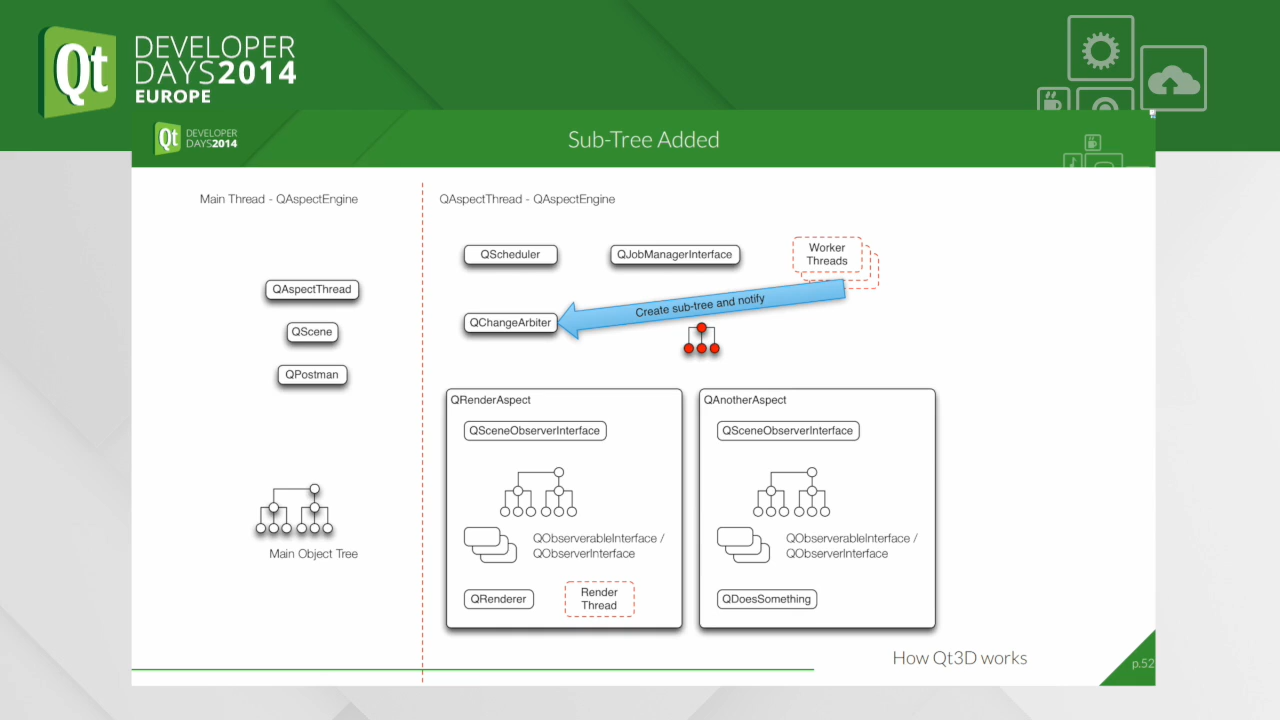 Qt
DEVELOPER
DAYS2014
EUROPE
Qt
DEVELOPER
DAYS2014
Sub-Tree Added
Main Thread - QAspectEngine
QAspectThread - QAspectEngine
QScheduler
QJobManagerInterface
Worker
Threads
QAspectThread
Create sub-tree and notify
QChangeArbiter
QScene
QPostman
QRenderAspect
QAnotherAspect
QSceneObserverInterface
QSceneObserverInterface
QObserverableInterface /
QObserverInterface
QObserverableInterface /
QObserverInterface
Main Object Tree
QRenderer
Render
Thread
QDoesSomething
How Qt3D works
p.52